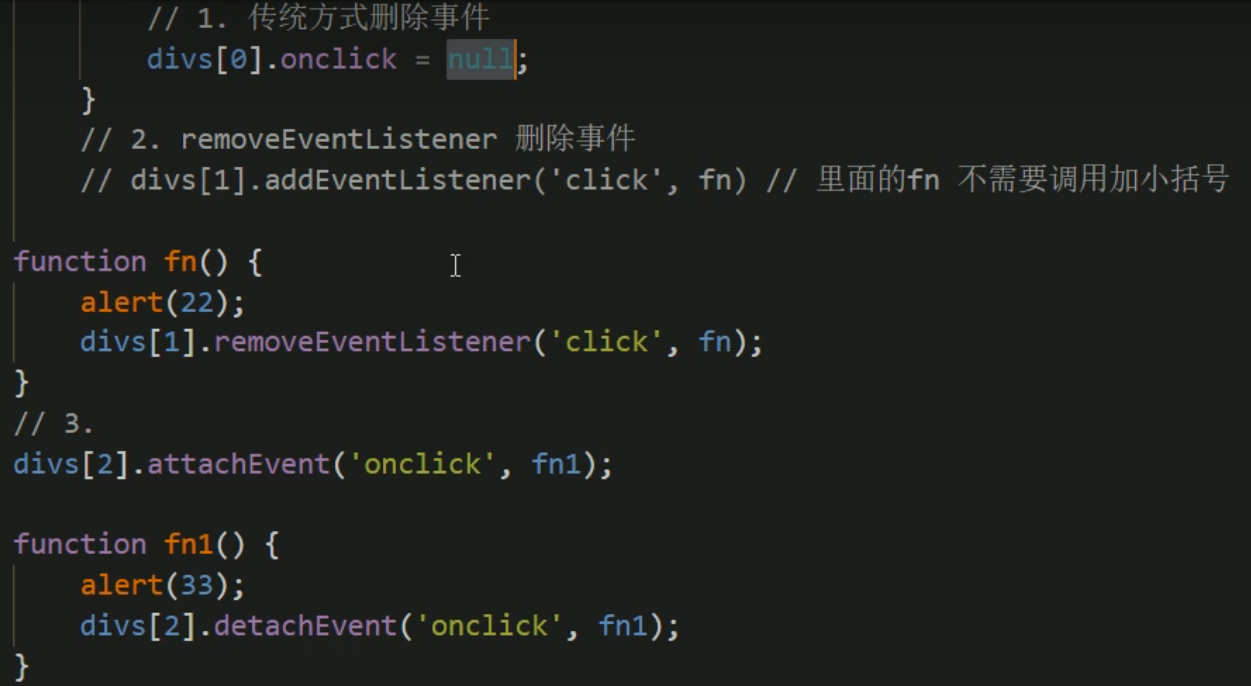 // 1. 传统方式删除事件
divs[0].onclick = null;
}
// 2. removeEventListener 删除事件
// divs[1].addEventListener('click', fn) // 里面的fn 不需要调用加小括号
function fn() {
alert(22);
divs[1].removeEventListener('click', fn);
}
// 3.
divs[2].attachEvent('onclick', fn1);
function fn1() {
alert(33);
divs[2].detachEvent('onclick', fn1);
}